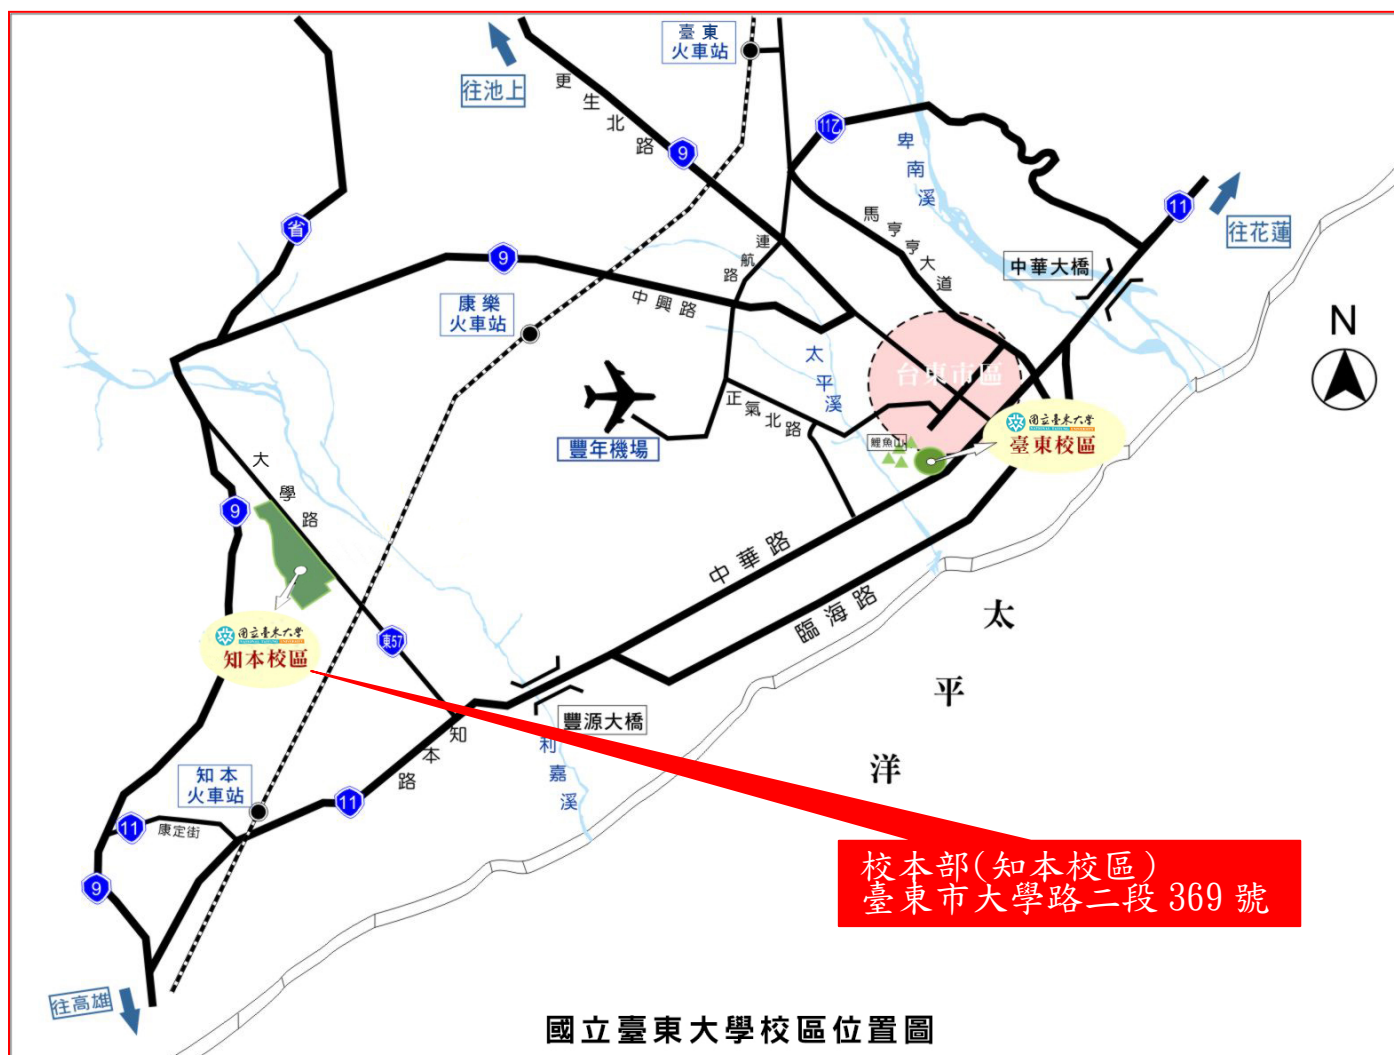 臺東
火車站
往池上
更生北路
9
11乙
卑南溪
11
往花蓮
省
馬亨亨大道
中華大橋
連航路
9
中興路
康樂
火車站
太平溪
台東市區
N
正氣北路
豐年機場
鯉魚山
國立臺東大學
臺東校區
大學路
9
中華路
臨海路
太平洋
國立臺東大學
知本校區
東57
豐源大橋
利嘉溪
知本路
知本
火車站
11
11
康定街
9
校本部(知本校區)
臺東市大學路二段 369 號
往高雄
國立臺東大學校區位置圖